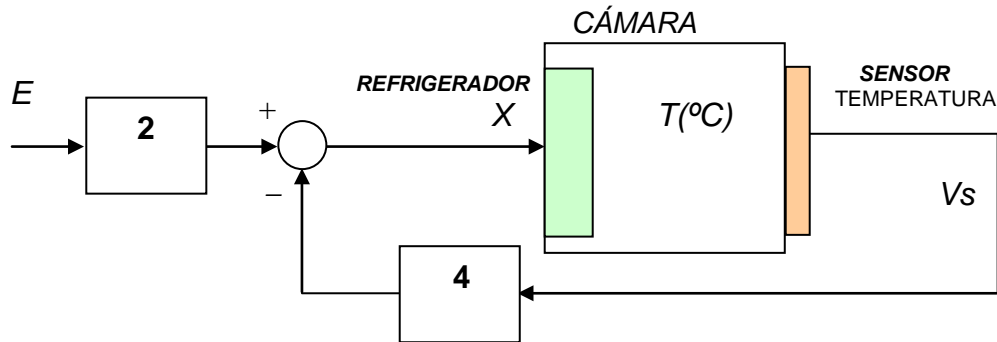 CÁMARA
E
2
+
REFRIGERADOR
X
T(ºC)
SENSOR
TEMPERATURA
−
Vs
4